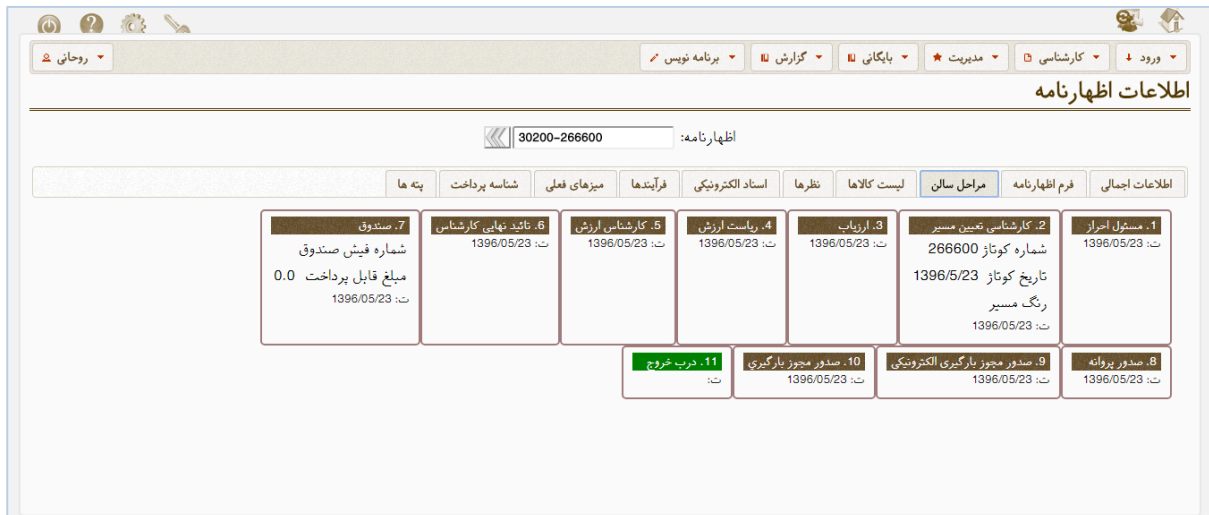 ورود
کارشناسی
مدیریت
بایگانی
گزارش
برنامه نویس
روحانی
اطلاعات اظهارنامه
اظهارنامه: 30200-266600
اطلاعات اجمالی
فرم اظهارنامه
مراحل سالن
لیست کالاها
نظرها
اسناد الکترونیکی
فرآیندها
میزهای فعلی
شناسه پرداخت
پته ها
1. مسئول احراز
ت: 1396/05/23
2. کارشناسی تعیین مسیر
شماره کوتاژ 266600
تاریخ کوتاژ 1396/5/23
رنگ مسیر
ت: 1396/05/23
3. ارزیاب
ت: 1396/05/23
4. ریاست ارزش
ت: 1396/05/23
5. کارشناس ارزش
ت: 1396/05/23
6. تائید نهایی کارشناس
ت: 1396/05/23
7. صندوق
شماره فیش صندوق
مبلغ قابل پرداخت 0.0
ت: 1396/05/23
8. صدور پروانه
ت: 1396/05/23
9. صدور مجوز بارگیری الکترونیکی
ت: 1396/05/23
10. صدور مجوز بارگیري
ت: 1396/05/23
11. درب خروج
ت: